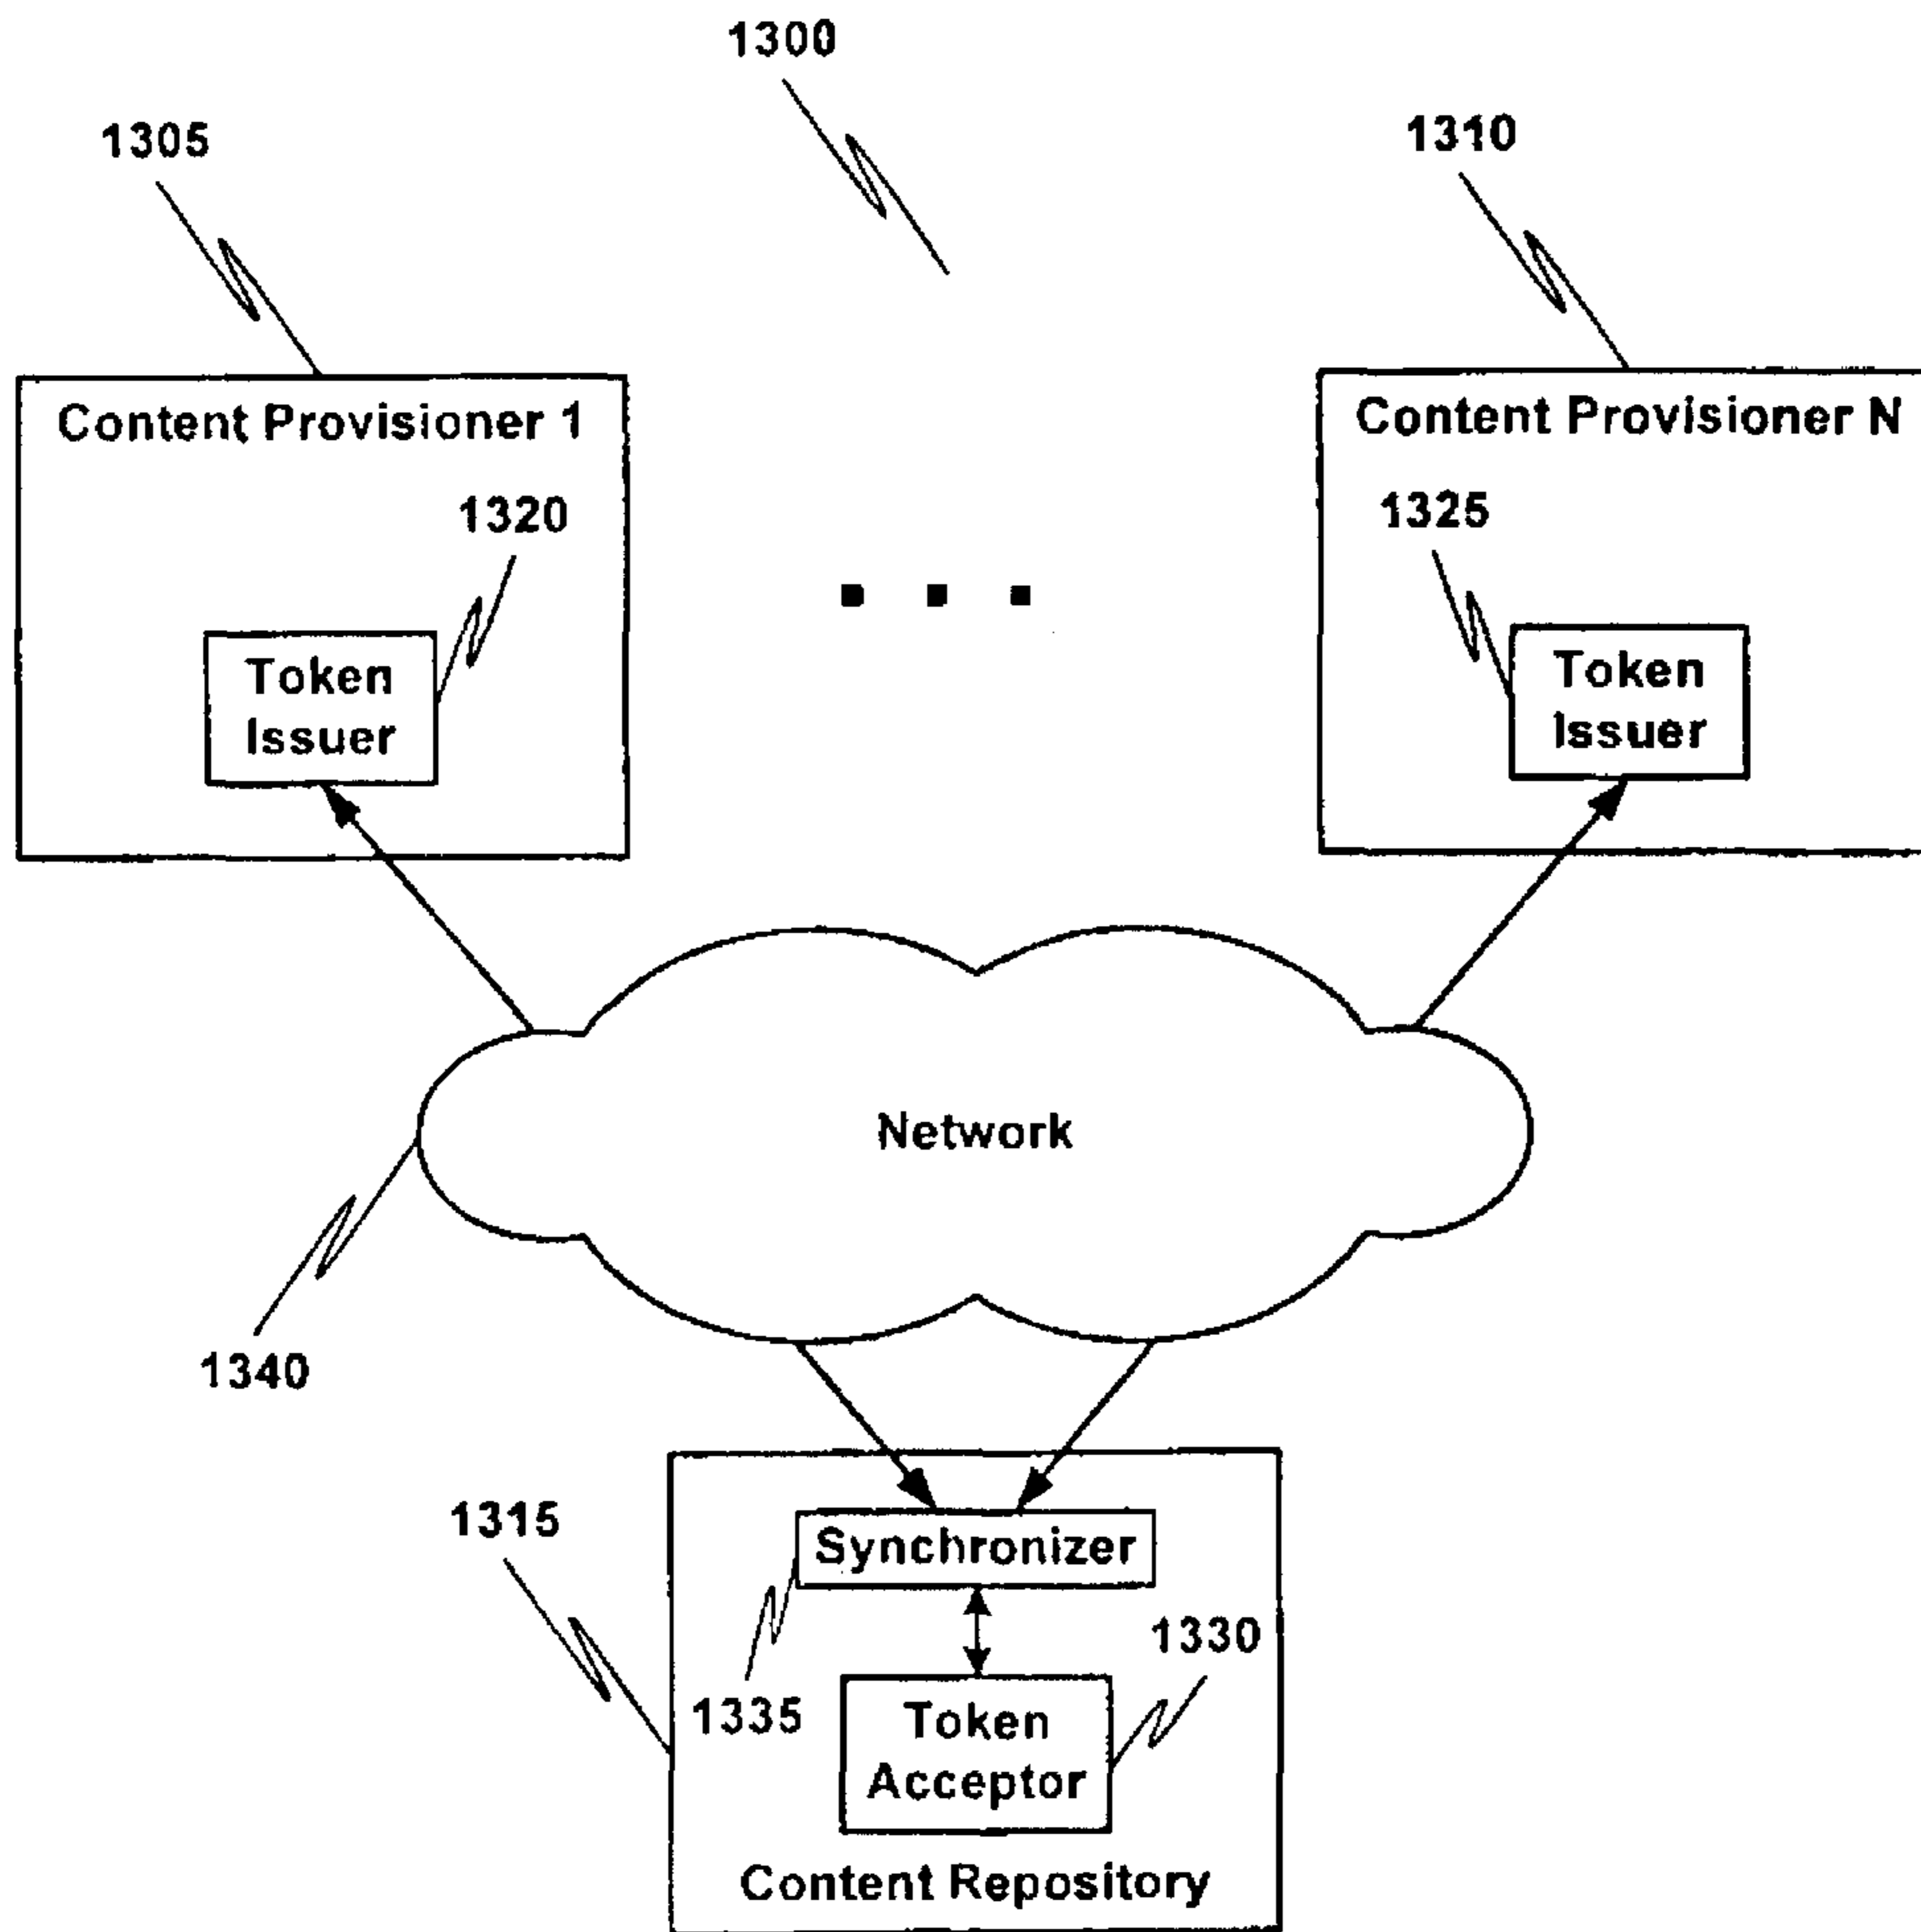 1300
1305
1310
Content Provisioner 1
Content Provisioner N
1320
1325
Token
Issuer
Token
Issuer
Network
1340
1315
Synchronizer
1330
1335
Token
Acceptor
Content Repository